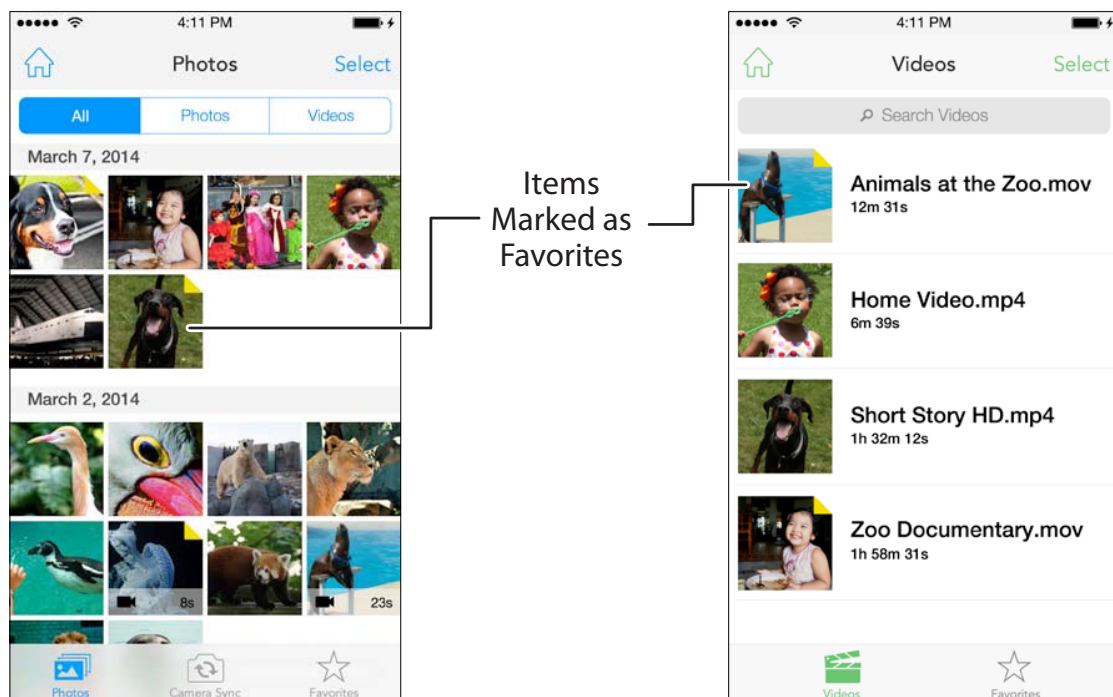 4:11 PM
Photos
Select
All
Photos
Videos
March 7, 2014
March 2, 2014
8s
23s
Photos
Camera Sync
Favorites
Items
Marked as
Favorites
4:11 PM
Videos
Select
Search Videos
Animals at the Zoo.mov
12m 31s
Home Video.mp4
6m 39s
Short Story HD.mp4
1h 32m 12s
Zoo Documentary.mov
1h 58m 31s
Videos
Favorites